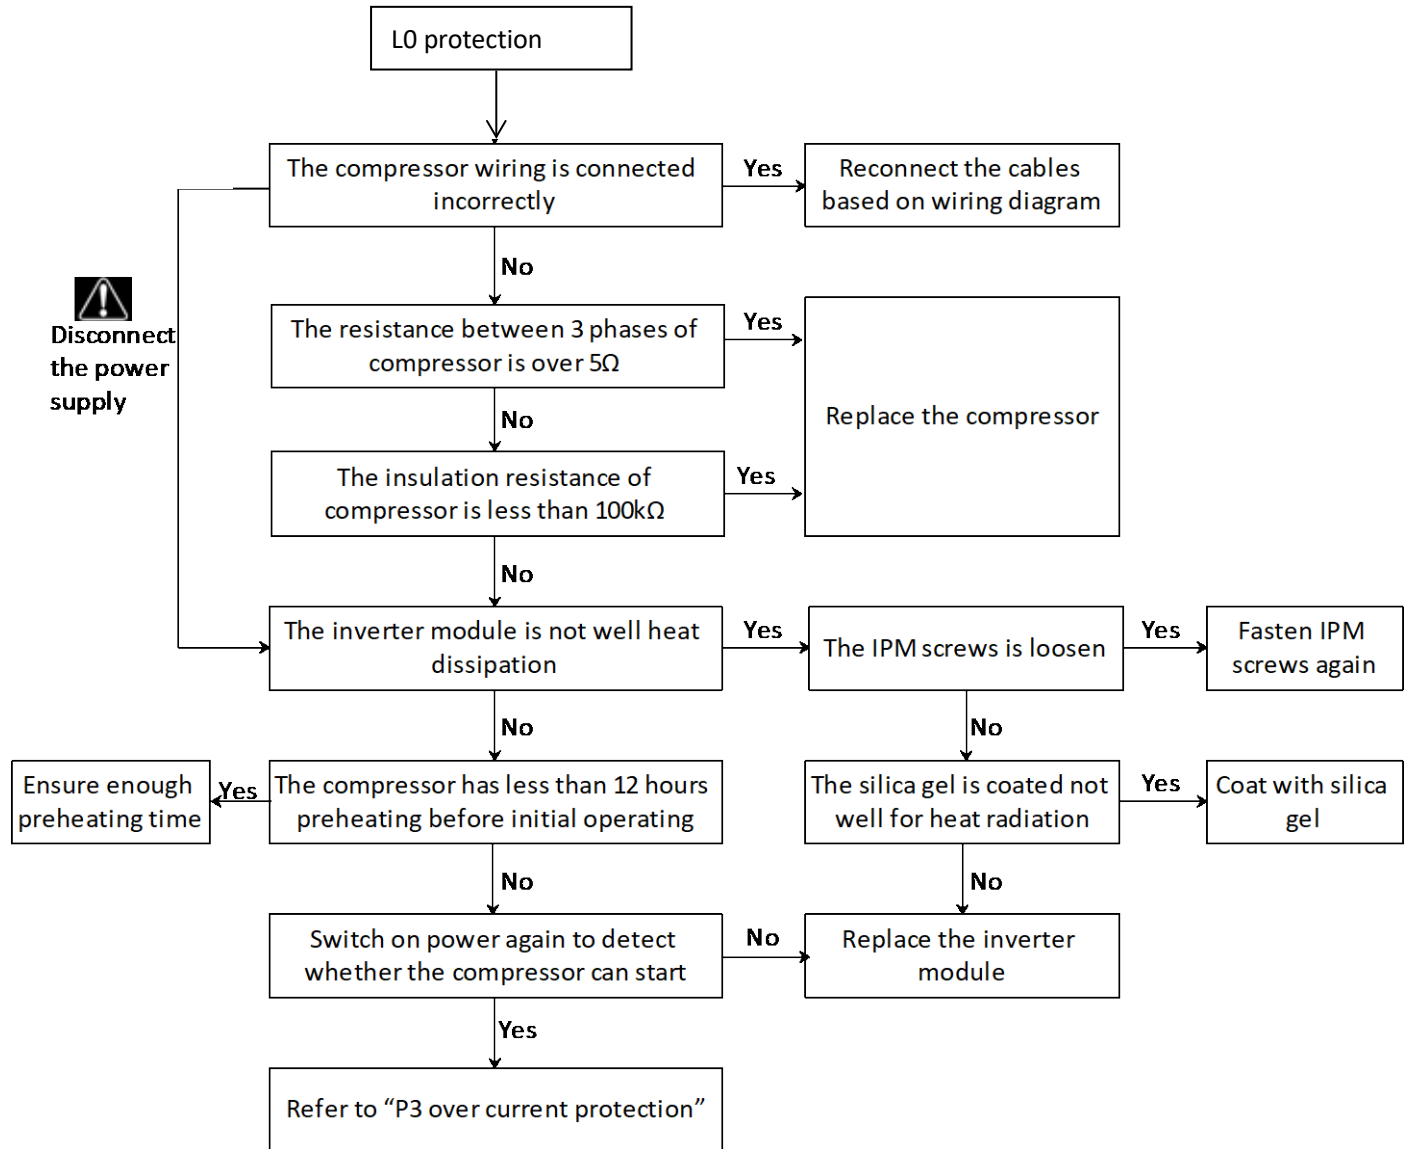 L0 protection
The compressor wiring is connected
incorrectly
Yes
Reconnect the cables
based on wiring diagram
No
Disconnect
the power
supply
The resistance between 3 phases of
compressor is over 5Ω
Yes
Replace the compressor
No
The insulation resistance of
compressor is less than 100kΩ
Yes
No
The inverter module is not well heat
dissipation
Yes
The IPM screws is loosen
Yes
Fasten IPM
screws again
No
No
Ensure enough
preheating time
Yes
The compressor has less than 12 hours
preheating before initial operating
The silica gel is coated not
well for heat radiation
Yes
Coat with silica
gel
No
No
Switch on power again to detect
whether the compressor can start
No
Replace the inverter
module
Yes
Refer to “P3 over current protection”